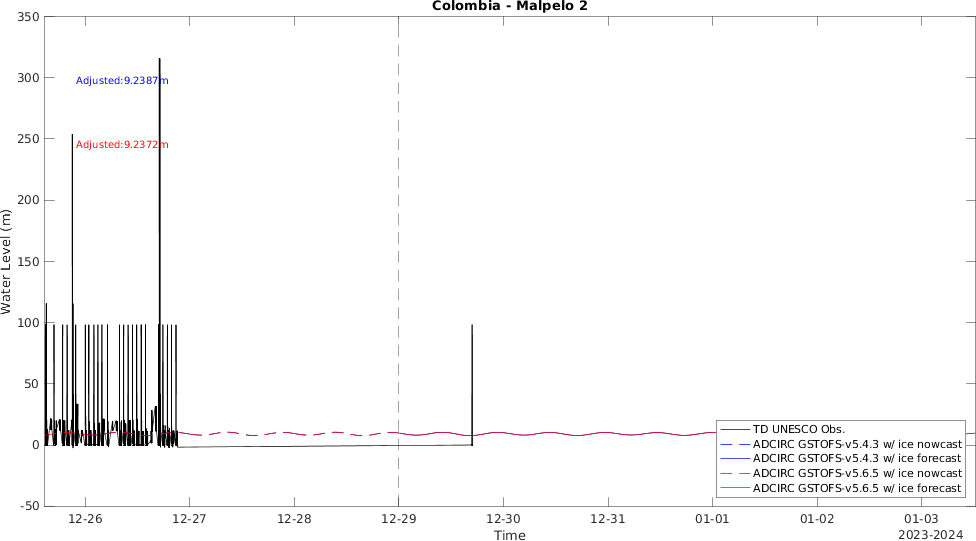 Colombia - Malpelo 2
350
300
250
200
150
100
50
0
-50
Water Level (m)
Adjusted:9.2387m
Adjusted:9.2372m
TD UNESCO Obs.
ADCIRC GSTOFS-v5.4.3 w/ ice nowcast
ADCIRC GSTOFS-v5.4.3 w/ ice forecast
ADCIRC GSTOFS-v5.6.5 w/ ice nowcast
ADCIRC GSTOFS-v5.6.5 w/ ice forecast
12-26 12-27 12-28 12-29 12-30 12-31 01-01 01-02 01-03
Time
2023-2024